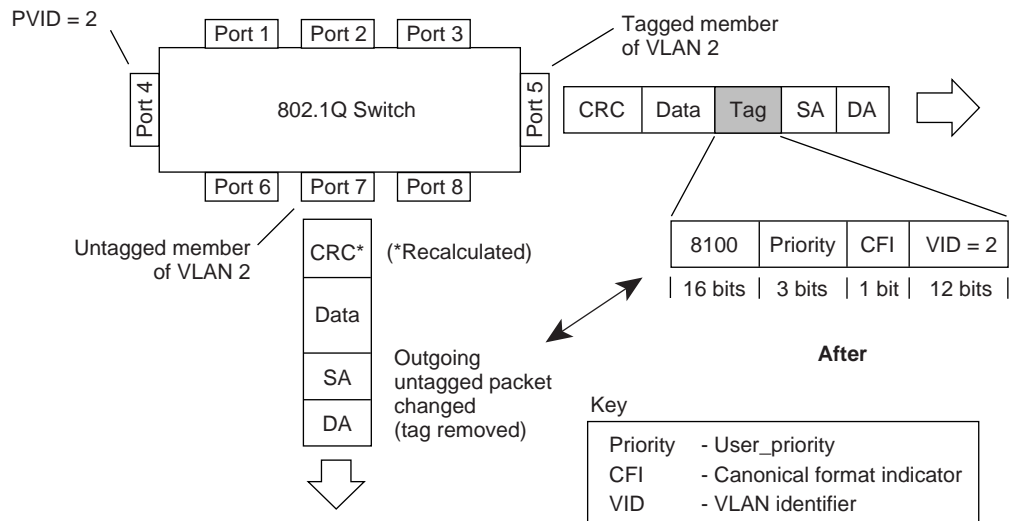 PVID = 2
Port 1
Port 2
Port 3
Tagged member
of VLAN 2
Port 4
802.1Q Switch
Port 5
CRC
Data
Tag
SA
DA
Port 6
Port 7
Port 8
Untagged member
of VLAN 2
CRC*
(*Recalculated)
8100
Priority
CFI
VID = 2
16 bits
3 bits
1 bit
12 bits
Data
SA
DA
Outgoing
untagged packet
changed
(tag removed)
After
Key
Priority - User_priority
CFI - Canonical format indicator
VID - VLAN identifier